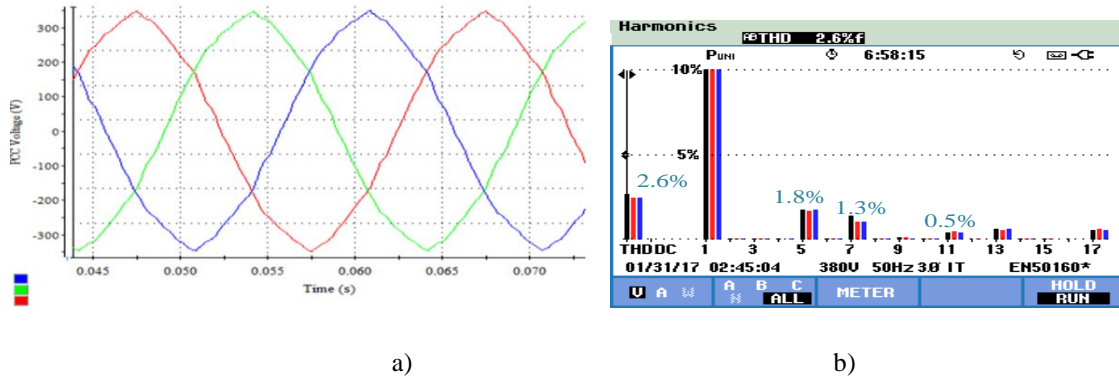 300
200
100
0
-100
-200
-300
PCC Voltage (V)
0.045 0.050 0.055 0.060 0.065 0.070
Time (s)
a)
Harmonics
THD 2.6%f
PUNI 6:58:15
10%
5%
2.6%
1.8%
1.3%
0.5%
THDDC 1 3 5 7 9 11 13 15 17
01/31/17 02:45:04 380V 50Hz 3Ø IT EN50160*
U A W
A B C
N ALL
METER
HOLD
RUN
b)